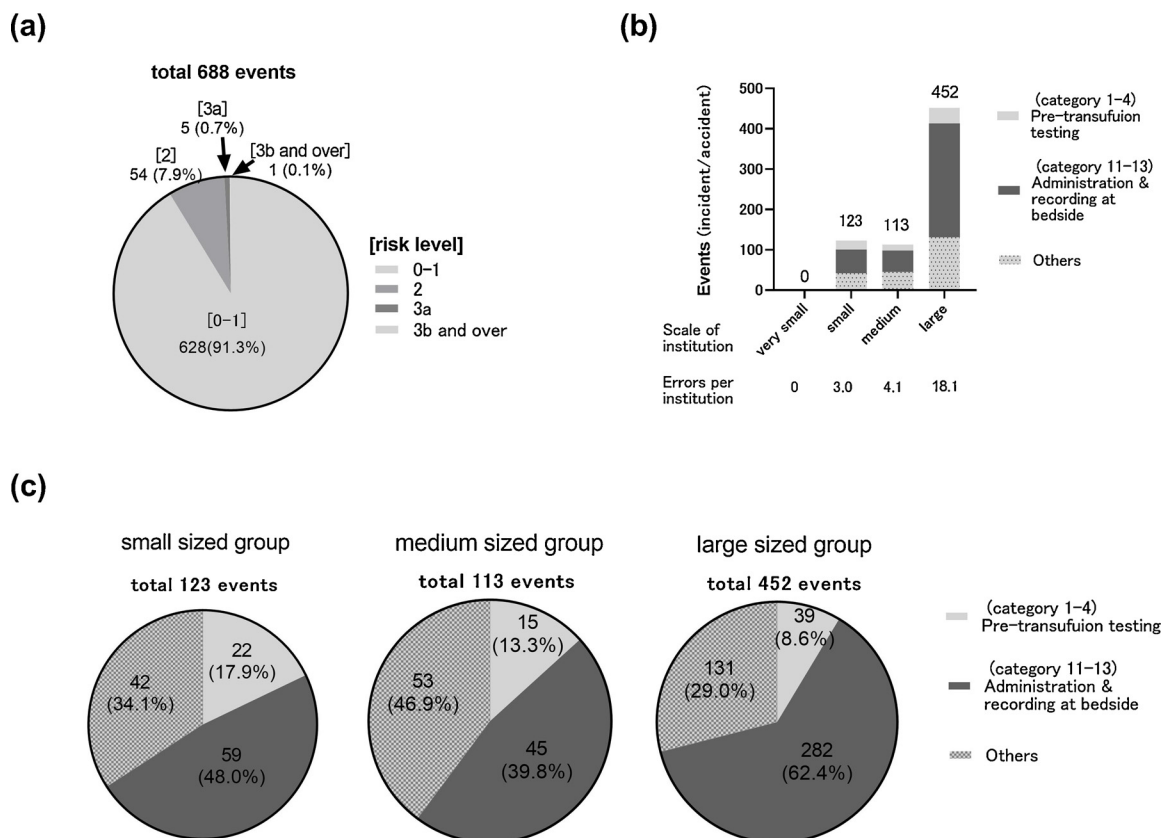 (a)
total 688 events
[3a]
5 (0.7%)
[2]
54 (7.9%)
[3b and over]
1 (0.1%)
[0-1]
628(91.3%)
[risk level]
0-1
2
3a
3b and over
(b)
Events (incident/accident)
500
400
300
200
100
0
0
123
113
452
Scale of
institution
very small
small
medium
large
Errors per
institution
0
3.0
4.1
18.1
(category 1-4)
Pre-transufuion
testing
(category 11-13)
Administration &
recording at
bedside
Others
(c)
small sized group
total 123 events
22
(17.9%)
42
(34.1%)
59
(48.0%)
medium sized group
total 113 events
15
(13.3%)
53
(46.9%)
45
(39.8%)
large sized group
total 452 events
39
(8.6%)
131
(29.0%)
282
(62.4%)
(category 1-4)
Pre-transufuion testing
(category 11-13)
Administration &
recording at bedside
Others